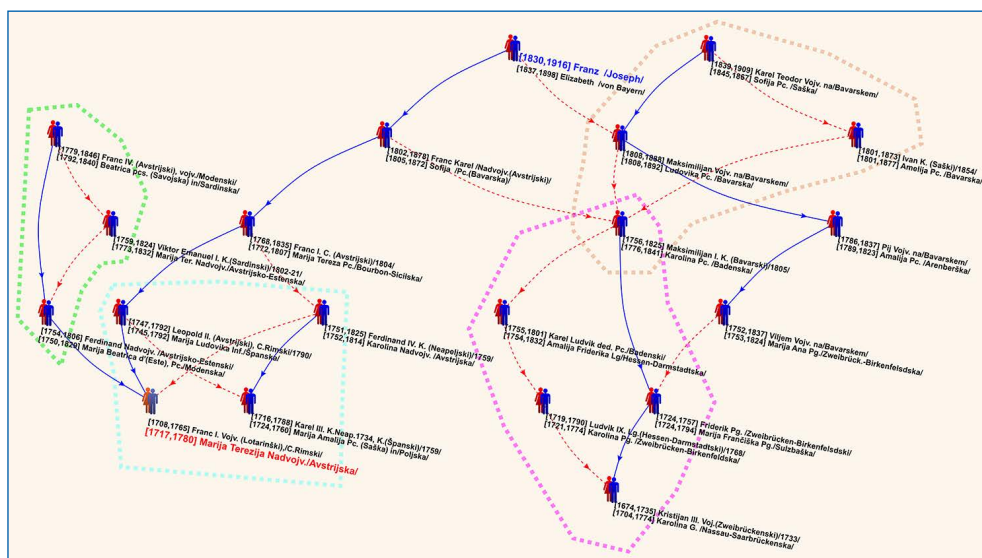 [1830,1916] Franz /Joseph/
[1837,1898] Elizabeth /von Bayern/
[1839,1909] Karel Teodor Vojv. na/Bavarskem/
[1845,1867] Sofija Pc. /Saška/
[1779,1846] Franc IV. (Avstrijski), vojv./Modenski/
[1792,1840] Beatrica pcs. (Savojska) in/Sardinska/
[1802,1878] Franc Karel /Nadvojv.(Avstrijski)/
[1805,1872] Sofija /Pc.(Bavarska)/
[1808,1888] Maksimilijan Vojv. na/Bavarskem/
[1808,1892] Ludovika Pc. /Bavarska/
[1801,1873] Ivan K. (Saški)/1854/
[1801,1877] Amelija Pc. /Bavarska/
[1759,1824] Viktor Emanuel I. K.(Sardinski)/1802-21/
[1773,1832] Marija Ter. Nadvojv./Avstrijsko-Estenska/
[1768,1835] Franc I. C. (Avstrijski)/1804/
[1772,1807] Marija Tereza Pc./Bourbon-Sicilska/
[1756,1825] Maksimilijan I. K. (Bavarski)/1805/
[1776,1841] Karolina Pc. /Badenska/
[1786,1837] Pij Vojv. na/Bavarskem/
[1789,1823] Amalija Pc. /Arenberška/
[1754,1806] Ferdinand Nadvojv. /Avstrijsko-Estenski/
[1750,1829] Marija Beatrica d'(Este), Pc./Modenska/
[1747,1792] Leopold II. (Avstrijski), C.Rimski/1790/
[1745,1792] Marija Ludovika Inf./Španska/
[1751,1825] Ferdinand IV. K. (Neapeljski)/1759/
[1752,1814] Karolina Nadvojv. /Avstrijska/
[1755,1801] Karel Ludvik ded. Pc./Badenski/
[1754,1832] Amalija Friderika Lg/Hessen-Darmstadtska/
[1752,1837] Viljem Vojv. na/Bavarskem/
[1753,1824] Marija Ana Pg./Zweibrück.-Birkenfelsdska/
[1708,1765] Franc I. Vojv. (Lotarinški),/C.Rimski/
[1717,1780] Marija Terezija Nadvojv./Avstrijska/
[1716,1788] Karel III. K.Neap.1734, K.(Španski)/1759/
[1724,1760] Marija Amalija Pc. (Saška) in/Poljska/
[1719,1790] Ludvik IX. Lg.(Hessen-Darmstadtski)/1768/
[1721,1774] Karolina Pg. /Zweibrücken-Birkenfeldska/
[1724,1757] Friderik Pg. /Zweibrücken-Birkenfelsdski/
[1724,1794] Marija Frančiška Pg./Sulzbaška/
[1674,1735] Kristijan III. Voj.(Zweibrückenski)/1733/
[1704,1774] Karolina G. /Nassau-Saarbrückenska/